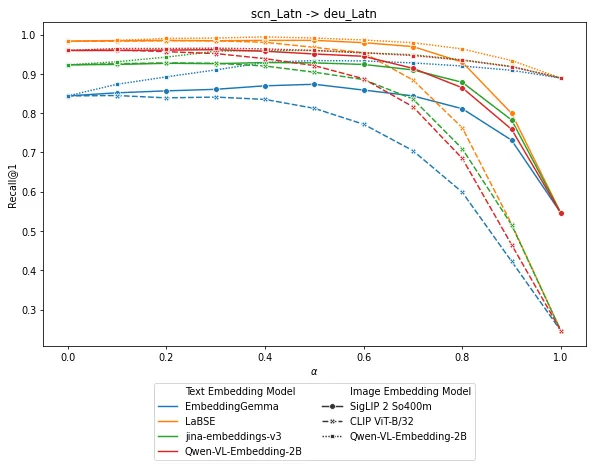 scn_Latn -> deu_Latn
Recall@1
1.0
0.9
0.8
0.7
0.6
0.5
0.4
0.3
0.0
0.2
0.4
0.6
0.8
1.0
α
Text Embedding Model
EmbeddingGemma
LaBSE
jina-embeddings-v3
Qwen-VL-Embedding-2B
Image Embedding Model
SigLIP 2 So400m
CLIP ViT-B/32
Qwen-VL-Embedding-2B